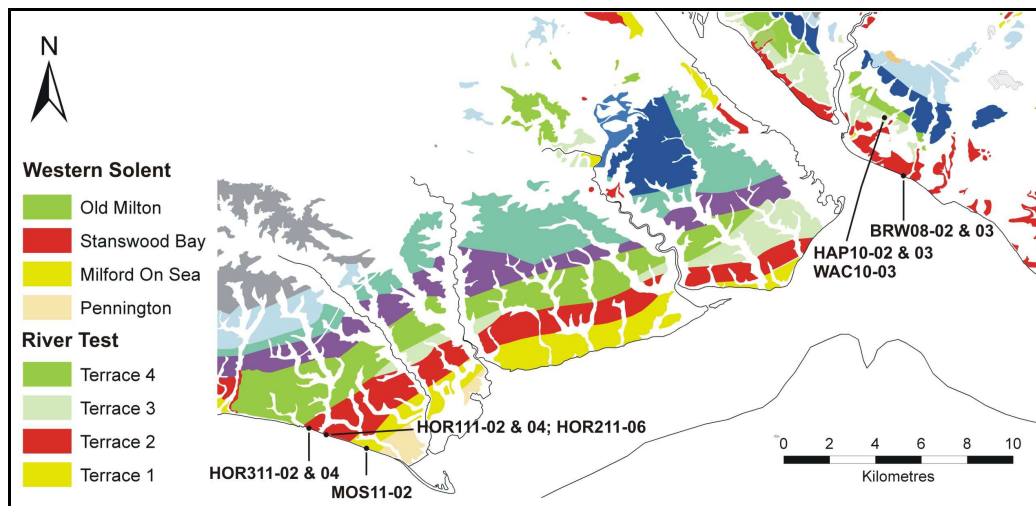 N
Western Solent
Old Milton
Stanswood Bay
Milford On Sea
Pennington
River Test
Terrace 4
Terrace 3
Terrace 2
Terrace 1
BRW08-02 & 03
HAP10-02 & 03
WAC10-03
HOR111-02 & 04; HOR211-06
HOR311-02 & 04
MOS11-02
0 2 4 6 8 10
Kilometres